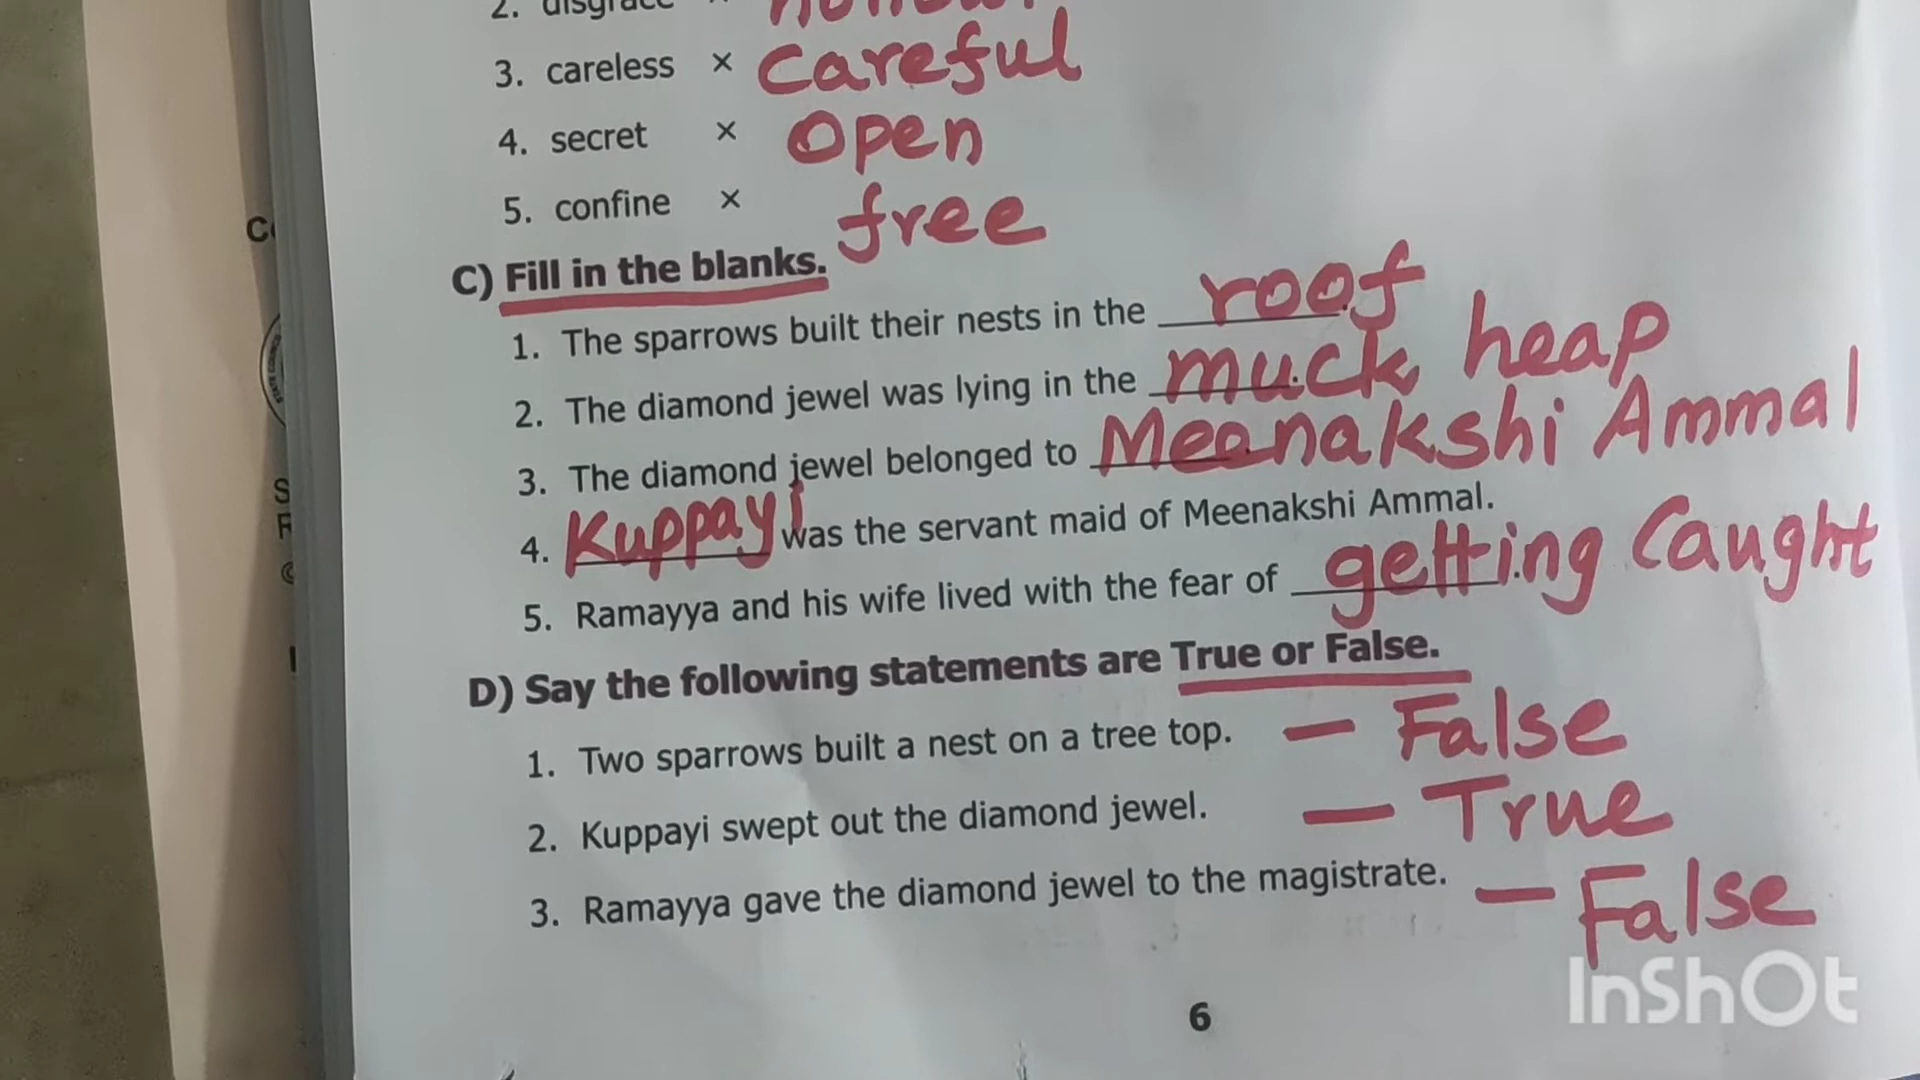 2. disgrace ×
3. careless × careful
4. secret × open
5. confine × free
C) Fill in the blanks.
1. The sparrows built their nests in the roof.
2. The diamond jewel was lying in the muck heap.
3. The diamond jewel belonged to Meenakshi Ammal.
4. Kuppayi was the servant maid of Meenakshi Ammal.
5. Ramayya and his wife lived with the fear of getting caught.
D) Say the following statements are True or False.
1. Two sparrows built a nest on a tree top. - False
2. Kuppayi swept out the diamond jewel. - True
3. Ramayya gave the diamond jewel to the magistrate. - False
6
InShOt